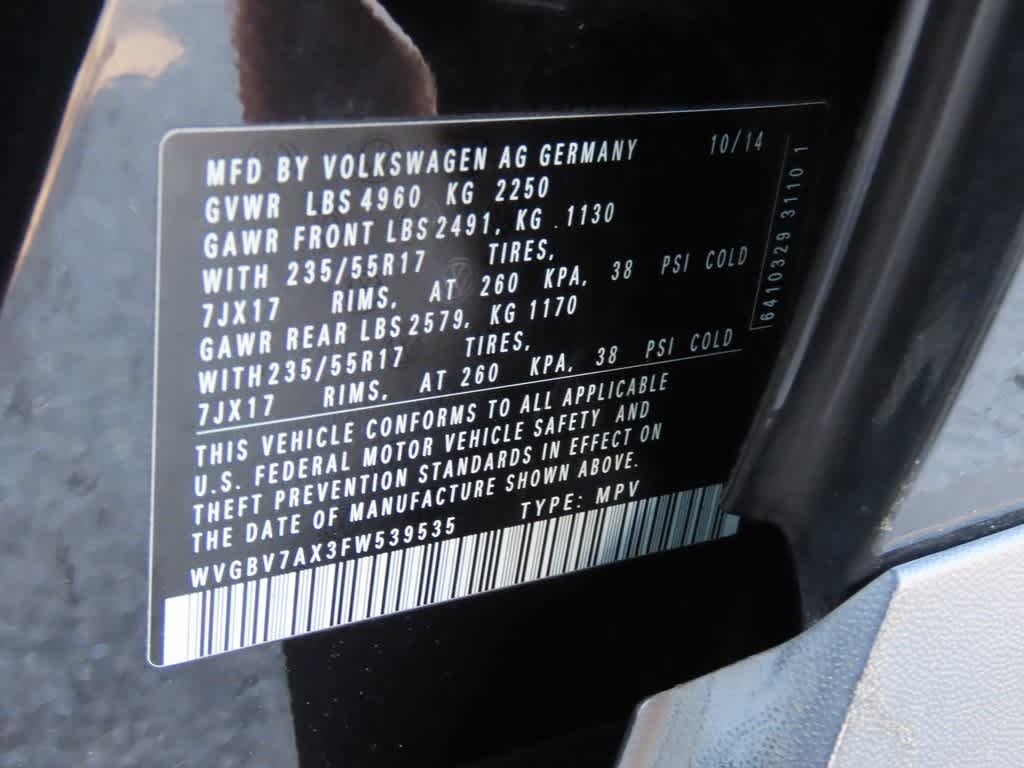 MFD BY VOLKSWAGEN AG GERMANY 10/14
GVWR LBS 4960 KG 2250
GAWR FRONT LBS 2491, KG .1130
WITH 235/55R17 TIRES,
7JX17 RIMS, AT 260 KPA, 38 PSI COLD
GAWR REAR LBS 2579, KG 1170
WITH 235/55R17 TIRES,
7JX17 RIMS, AT 260 KPA, 38 PSI COLD
THIS VEHICLE CONFORMS TO ALL APPLICABLE
U.S. FEDERAL MOTOR VEHICLE SAFETY AND
THEFT PREVENTION STANDARDS IN EFFECT ON
THE DATE OF MANUFACTURE SHOWN ABOVE.
WVGBV7AX3FW539535 TYPE: MPV
6410329 3110 1